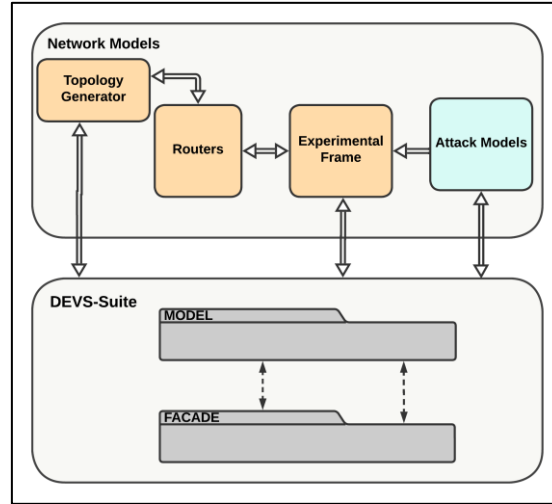 Network Models
Topology
Generator
Routers
Experimental
Frame
Attack Models
DEVS-Suite
MODEL
FACADE